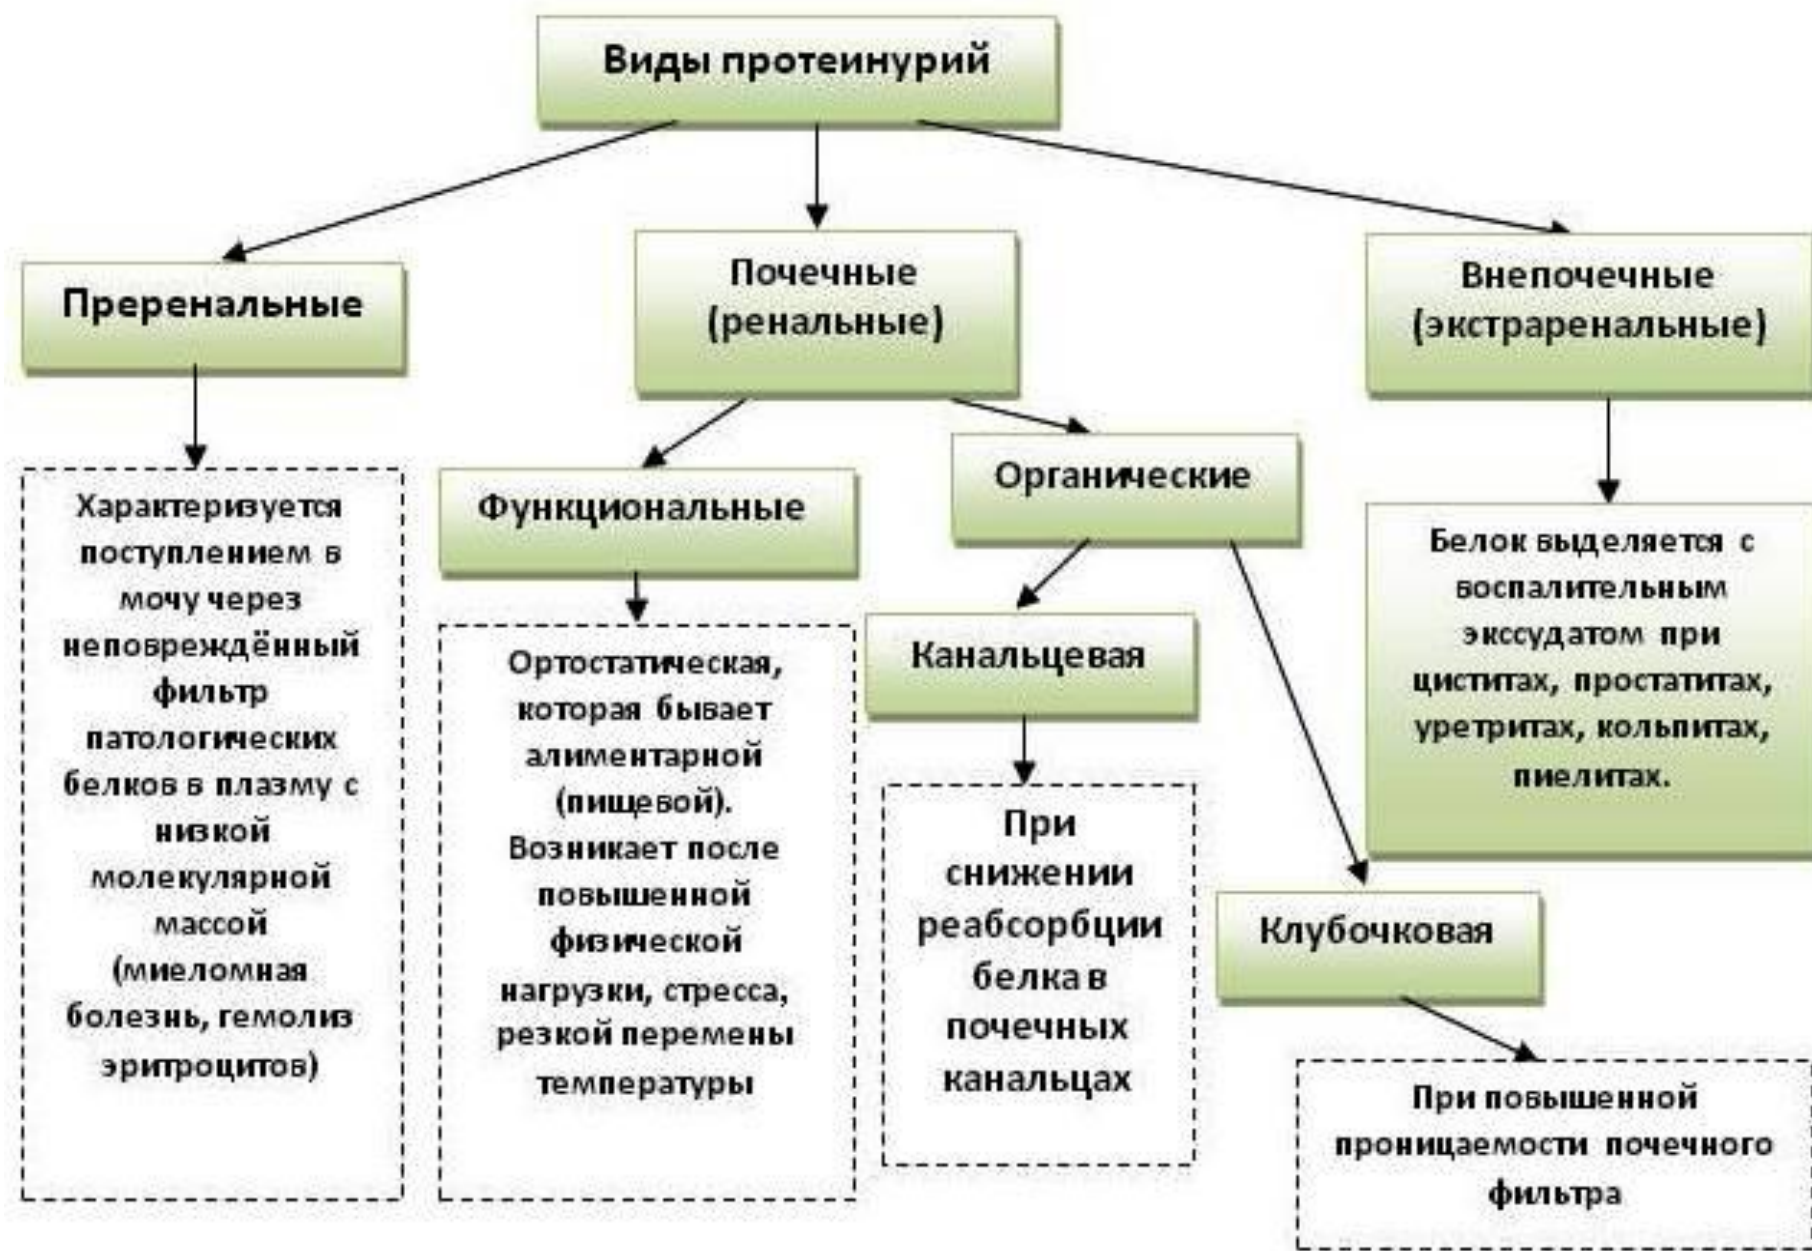 Виды протеинурий
Преренальные
Почечные
(ренальные)
Внепочечные
(экстраренальные)
Характеризуется
поступлением в
мочу через
неповреждённый
фильтр
патологических
белков в плазму с
низкой
молекулярной
массой
(миеломная
болезнь, гемолиз
эритроцитов)
Функциональные
Ортостатическая,
которая бывает
алиментарной
(пищевой).
Возникает после
повышенной
физической
нагрузки, стресса,
резкой перемены
температуры
Органические
Канальцевая
При
снижении
реабсорбции
белка в
почечных
канальцах
Клубочковая
При повышенной
проницаемости почечного
фильтра
Белок выделяется с
воспалительным
экссудатом при
циститах, простатитах,
уретритах, кольпитах,
пиелитах.